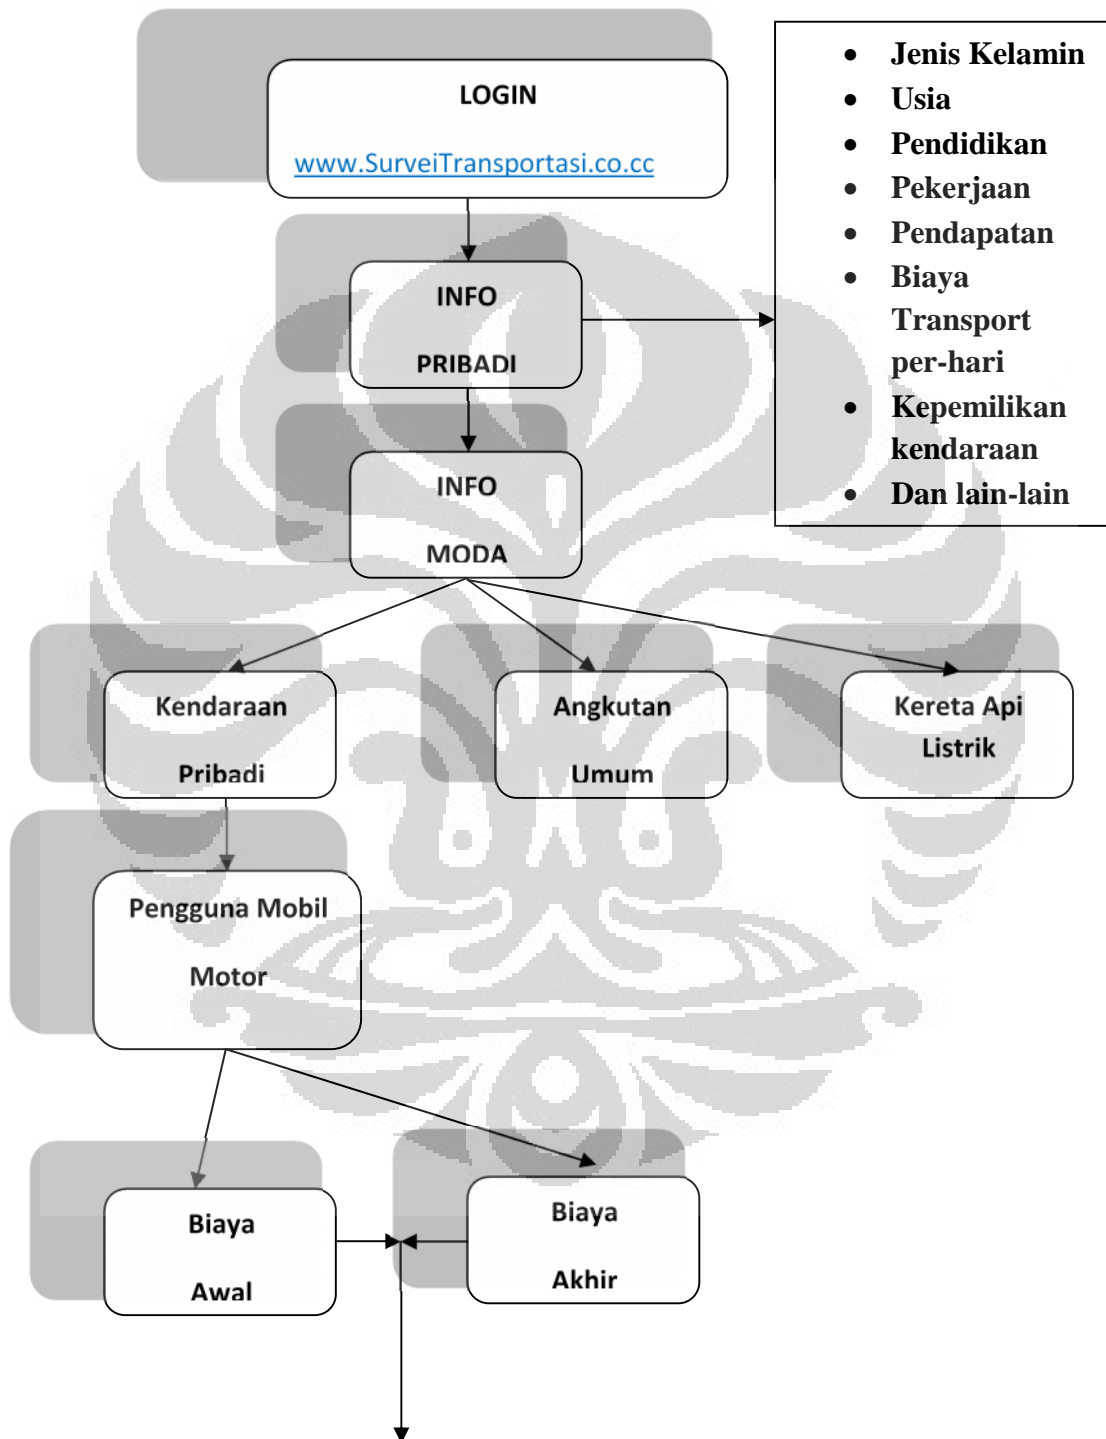 LOGIN
www.SurveiTransportasi.co.cc
• Jenis Kelamin
• Usia
• Pendidikan
• Pekerjaan
• Pendapatan
• Biaya
Transport
per-hari
• Kepemilikan
kendaraan
• Dan lain-lain
INFO
PRIBADI
INFO
MODA
Kendaraan
Pribadi
Angkutan
Umum
Kereta Api
Listrik
Pengguna Mobil
Motor
Biaya
Awal
Biaya
Akhir